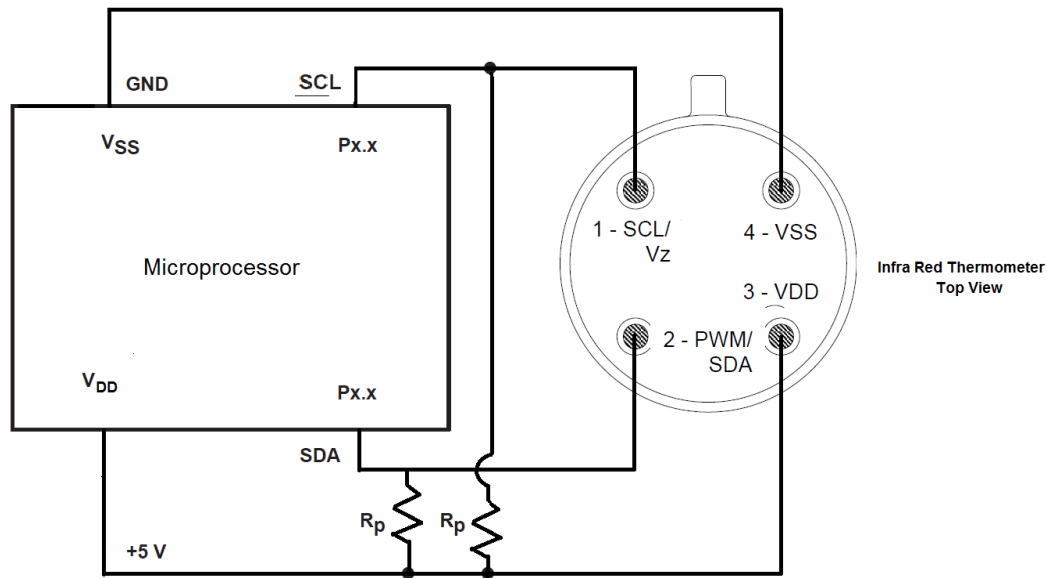 GND
SCL
VSS
Px.x
1 - SCL/
Vz
4 - VSS
Microprocessor
Infra Red Thermometer
Top View
3 - VDD
2 - PWM/
SDA
VDD
Px.x
SDA
Rp
Rp
+5 V